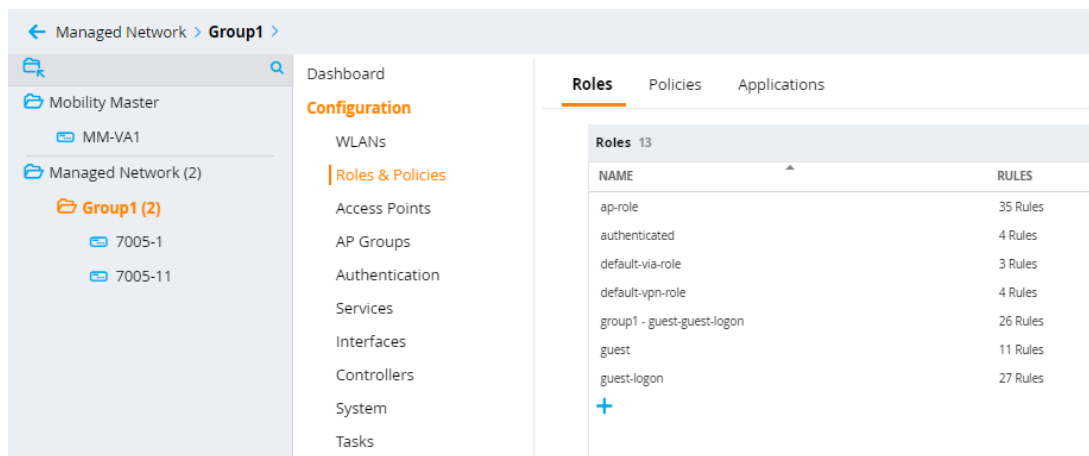 Managed Network > Group1 >
Mobility Master
MM-VA1
Managed Network (2)
Group1 (2)
7005-1
7005-11
Dashboard
Configuration
WLANs
Roles & Policies
Access Points
AP Groups
Authentication
Services
Interfaces
Controllers
System
Tasks
Roles Policies Applications
Roles 13
NAME RULES
ap-role 35 Rules
authenticated 4 Rules
default-via-role 3 Rules
default-vpn-role 4 Rules
group1 - guest-guest-logon 26 Rules
guest 11 Rules
guest-logon 27 Rules
+